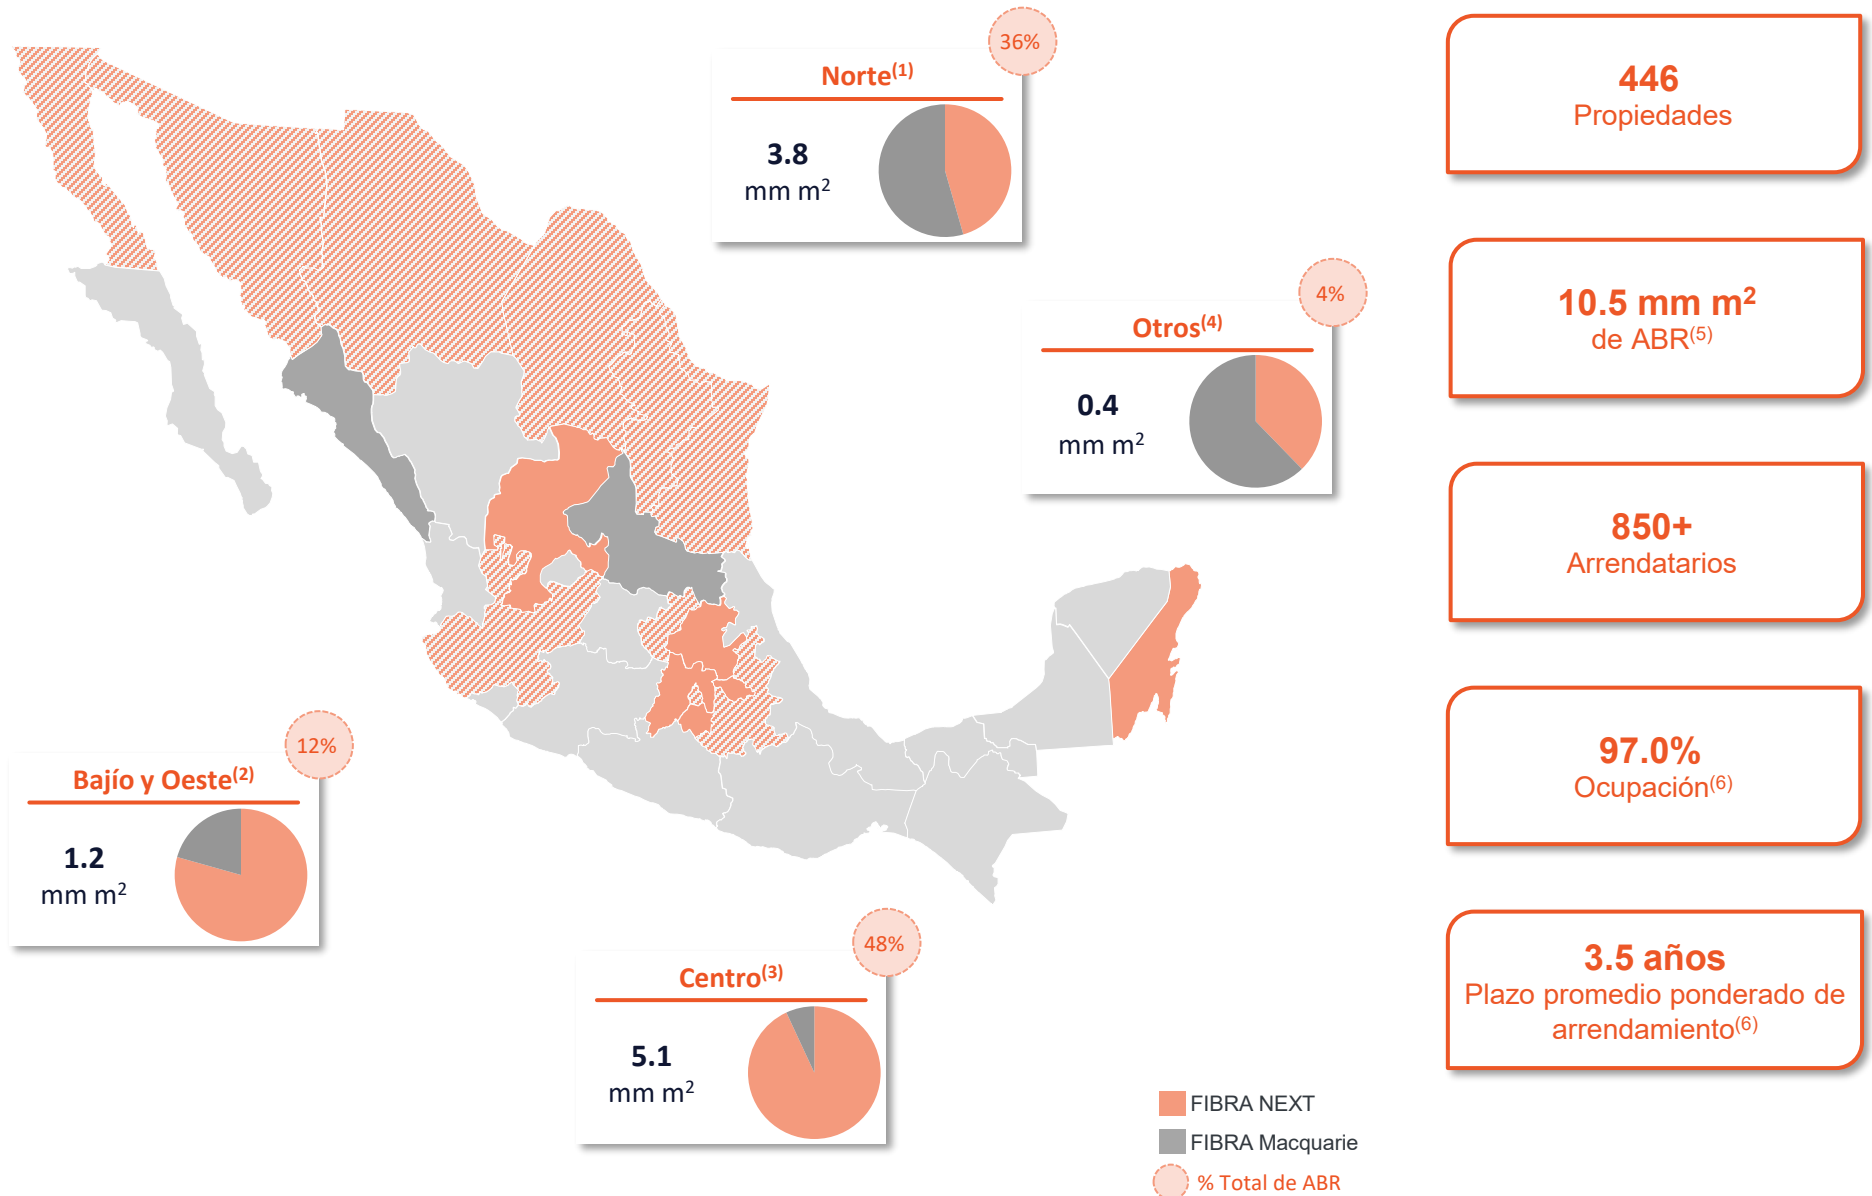 36%
Norte(1)
3.8
mm m²
4%
Otros(4)
0.4
mm m²
12%
Bajío y Oeste(2)
1.2
mm m²
48%
Centro(3)
5.1
mm m²
FIBRA NEXT
FIBRA Macquarie
% Total de ABR
446
Propiedades
10.5 mm m²
de ABR(5)
850+
Arrendatarios
97.0%
Ocupación(6)
3.5 años
Plazo promedio ponderado de
arrendamiento(6)